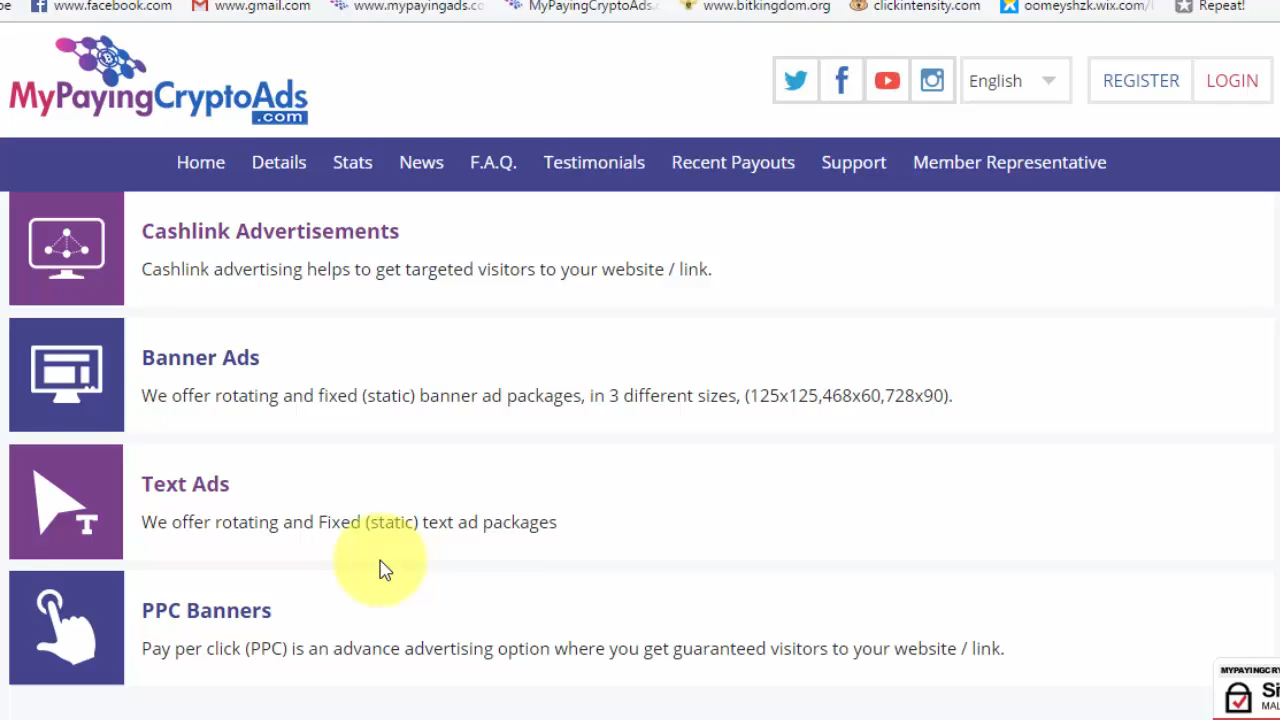 www.facebook.com www.gmail.com www.mypayingads.co MyPayingCryptoAds. www.bitkingdom.org clickintensity.com oomeyshzk.wix.com/ Repeat!
MyPayingCryptoAds
.com
English REGISTER LOGIN
Home Details Stats News F.A.Q. Testimonials Recent Payouts Support Member Representative
Cashlink Advertisements
Cashlink advertising helps to get targeted visitors to your website / link.
Banner Ads
We offer rotating and fixed (static) banner ad packages, in 3 different sizes, (125x125,468x60,728x90).
Text Ads
We offer rotating and Fixed (static) text ad packages
T
PPC Banners
Pay per click (PPC) is an advance advertising option where you get guaranteed visitors to your website / link.
MYPAYINGCRY
Si
MAL